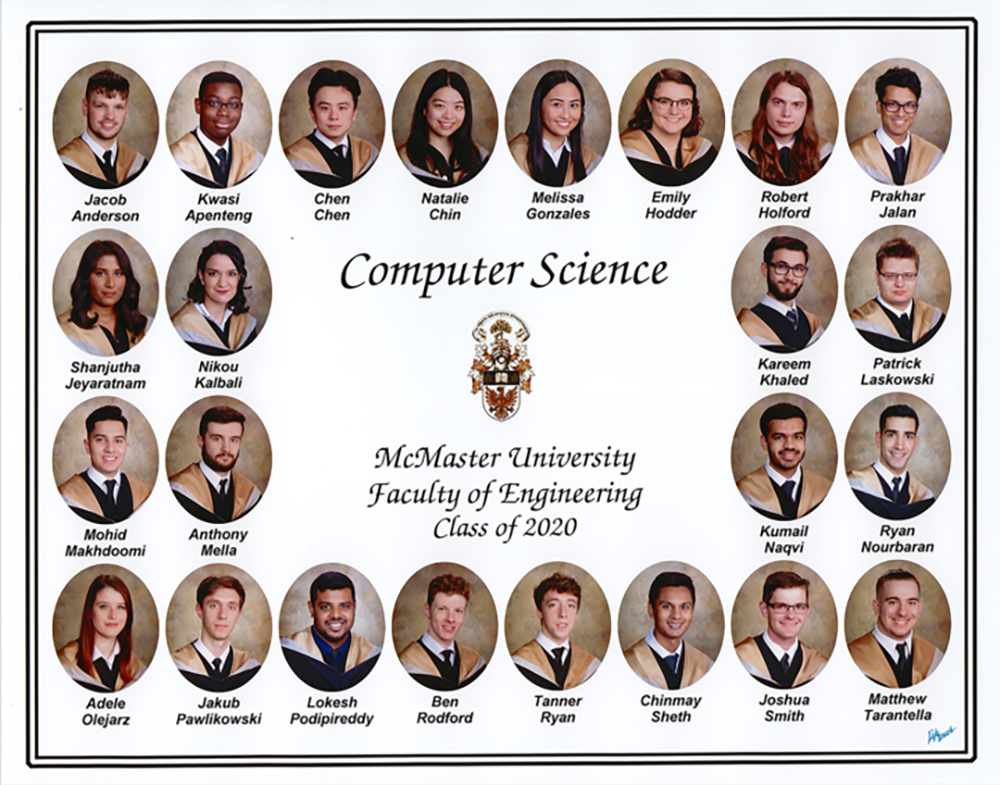 Jacob
Anderson
Kwasi
Apenteng
Chen
Chen
Natalie
Chin
Melissa
Gonzales
Emily
Hodder
Robert
Holford
Prakhar
Jalan
Computer Science
Shanjutha
Jeyaratnam
Nikou
Kalbali
Kareem
Khaled
Patrick
Laskowski
McMaster University
Faculty of Engineering
Class of 2020
Mohid
Makhdoomi
Anthony
Mella
Kumail
Naqvi
Ryan
Nourbaran
Adele
Olejarz
Jakub
Pawlikowski
Lokesh
Podipireddy
Ben
Rodford
Tanner
Ryan
Chinmay
Sheth
Joshua
Smith
Matthew
Tarantella